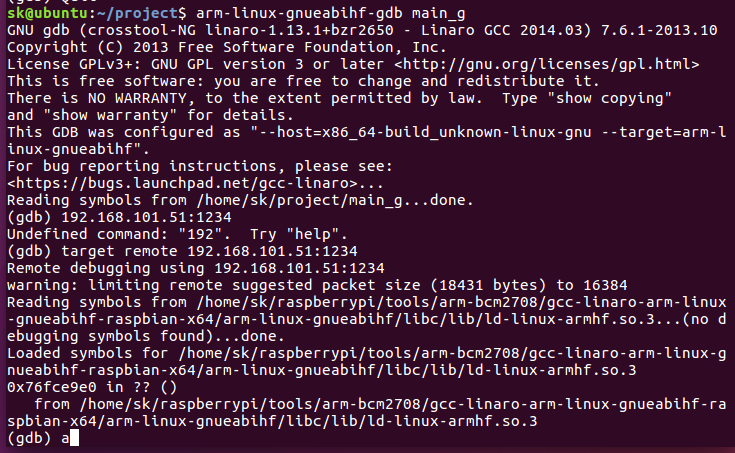 sk@ubuntu:~/project$ arm-linux-gnueabihf-gdb main_g
GNU gdb (crosstool-NG linaro-1.13.1+bzr2650 - Linaro GCC 2014.03) 7.6.1-2013.10
Copyright (C) 2013 Free Software Foundation, Inc.
License GPLv3+: GNU GPL version 3 or later <http://gnu.org/licenses/gpl.html>
This is free software: you are free to change and redistribute it.
There is NO WARRANTY, to the extent permitted by law.  Type "show copying"
and "show warranty" for details.
This GDB was configured as "--host=x86_64-build_unknown-linux-gnu --target=arm-l
inux-gnueabihf".
For bug reporting instructions, please see:
<https://bugs.launchpad.net/gcc-linaro>...
Reading symbols from /home/sk/project/main_g...done.
(gdb) 192.168.101.51:1234
Undefined command: "192".  Try "help".
(gdb) target remote 192.168.101.51:1234
Remote debugging using 192.168.101.51:1234
warning: limiting remote suggested packet size (18431 bytes) to 16384
Reading symbols from /home/sk/raspberrypi/tools/arm-bcm2708/gcc-linaro-arm-linux
-gnueabihf-raspbian-x64/arm-linux-gnueabihf/libc/lib/ld-linux-armhf.so.3...(no d
ebugging symbols found)...done.
Loaded symbols for /home/sk/raspberrypi/tools/arm-bcm2708/gcc-linaro-arm-linux-g
nueabihf-raspbian-x64/arm-linux-gnueabihf/libc/lib/ld-linux-armhf.so.3
0x76fce9e0 in ?? ()
   from /home/sk/raspberrypi/tools/arm-bcm2708/gcc-linaro-arm-linux-gnueabihf-ra
spbian-x64/arm-linux-gnueabihf/libc/lib/ld-linux-armhf.so.3
(gdb) a